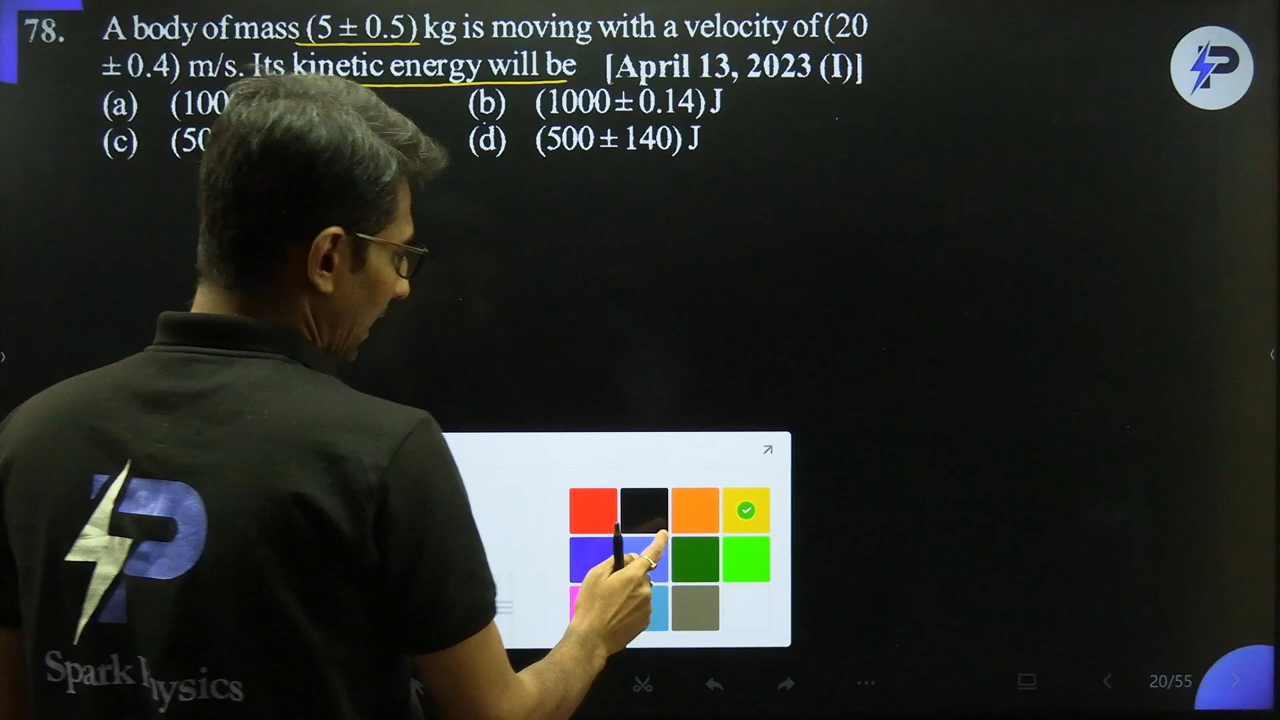 78. A body of mass (5 ± 0.5) kg is moving with a velocity of (20
± 0.4) m/s. Its kinetic energy will be [April 13, 2023 (I)]
(a) (100 (b) (1000 ± 0.14) J
(c) (50 (d) (500 ± 140) J
P
P
Spark Physics
20/55